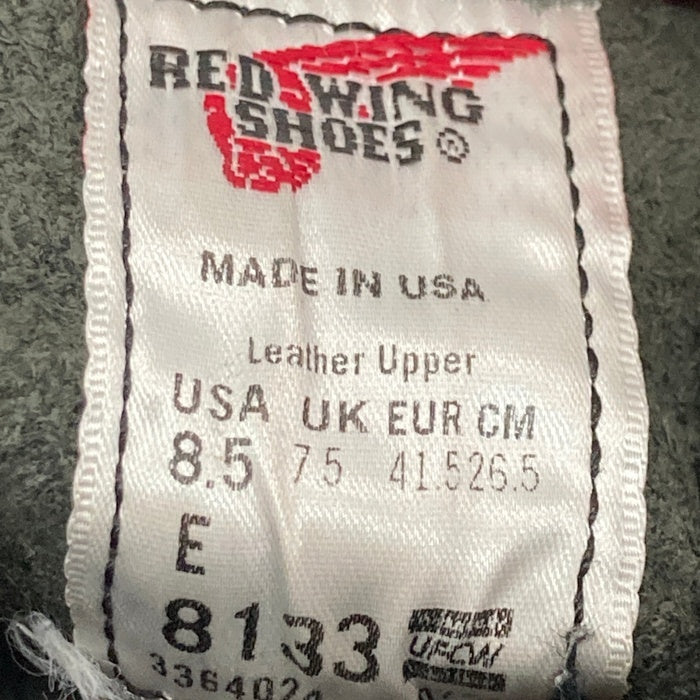 RED WING
SHOES ®
MADE IN USA
Leather Upper
USA UK EUR CM
8.5 7.5 41.5 26.5
E
8133 UFCW